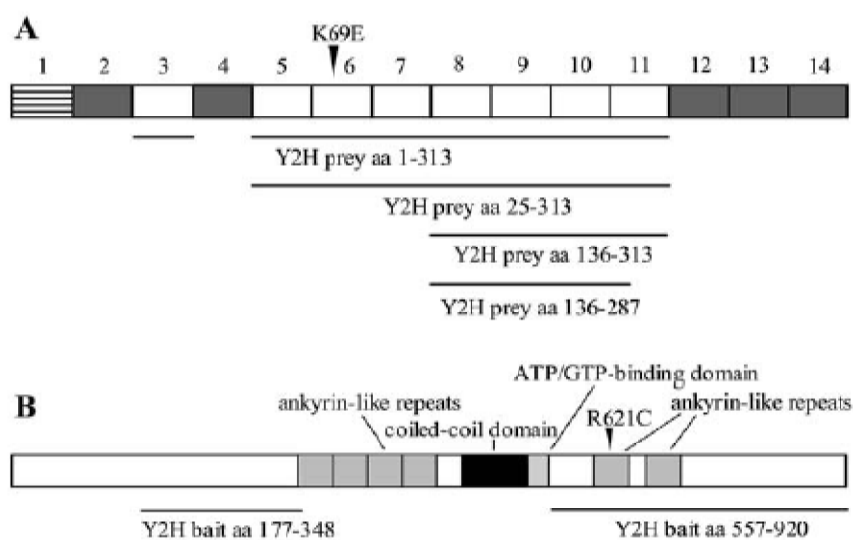 A
K69E
1 2 3 4 5 6 7 8 9 10 11 12 13 14
Y2H prey aa 1-313
Y2H prey aa 25-313
Y2H prey aa 136-313
Y2H prey aa 136-287
ATP/GTP-binding domain
B
ankyrin-like repeats R621C ankyrin-like repeats
coiled-coil domain
Y2H bait aa 177-348 Y2H bait aa 557-920